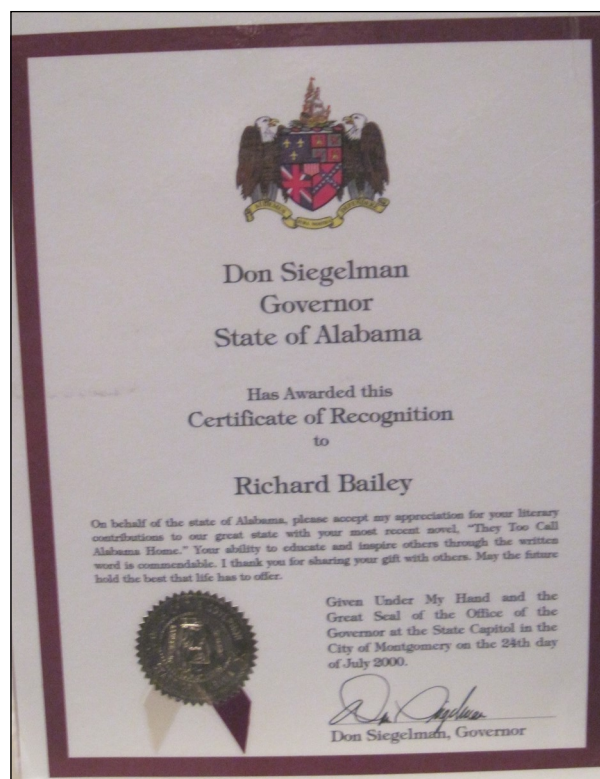 Don Siegelman
Governor
State of Alabama
Has Awarded this
Certificate of Recognition
to
Richard Bailey
On behalf of the state of Alabama, please accept my appreciation for your literary
contributions to our great state with your most recent novel, "They Too Call
Alabama Home." Your ability to educate and inspire others through the written
word is commendable. I thank you for sharing your gift with others. May the future
hold the best that life has to offer.
Given Under My Hand and the
Great Seal of the Office of the
Governor at the State Capitol in the
City of Montgomery on the 24th day
of July 2000.
Don Siegelman
Don Siegelman, Governor